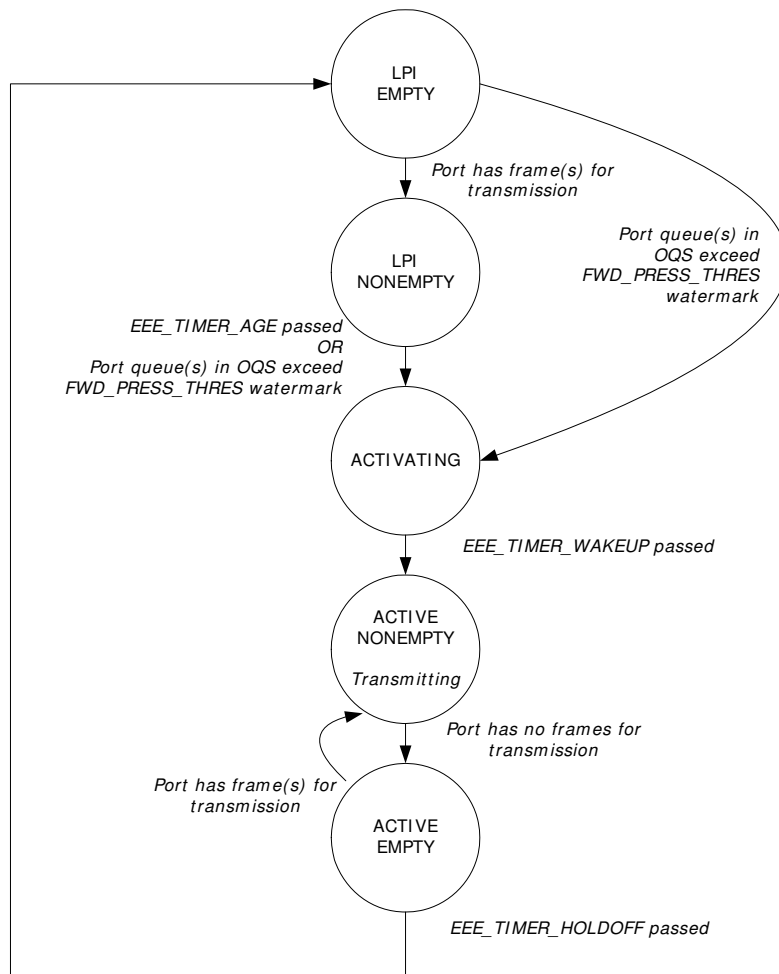 LPI
EMPTY
Port has frame(s) for
transmission
Port queue(s) in
OQS exceed
FWD_PRESS_THRES
watermark
LPI
NONEMPTY
EEE_TIMER_AGE passed
OR
Port queue(s) in OQS exceed
FWD_PRESS_THRES watermark
ACTIVATING
EEE_TIMER_WAKEUP passed
ACTIVE
NONEMPTY
Transmitting
Port has no frames for
transmission
Port has frame(s) for
transmission
ACTIVE
EMPTY
EEE_TIMER_HOLDOFF passed